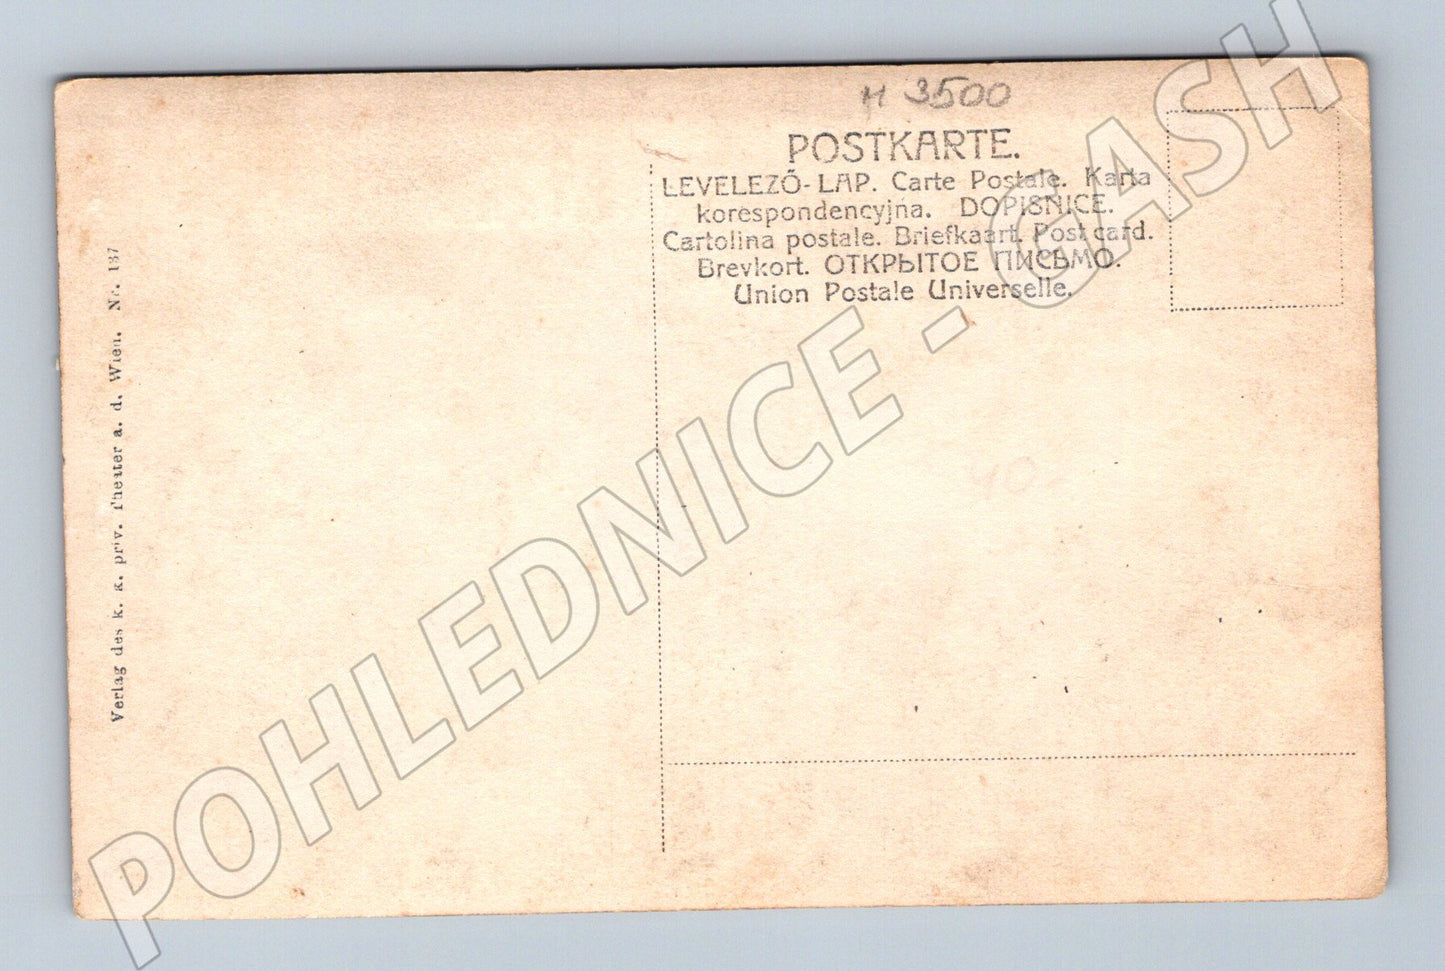 M 3500
POSTKARTE.
LEVELEZŐ-LAP. Carte Postale. Karta
korespondencyjna. DOPISNICE.
Cartolina postale. Briefkaart. Post card.
Brevkort. ОТКРЫТОЕ ПИСЬМО.
Union Postale Universelle.
Verlag des k. k. priv. Theater a. d. Wien. Nr. 137
POHLEDNICE - GASH